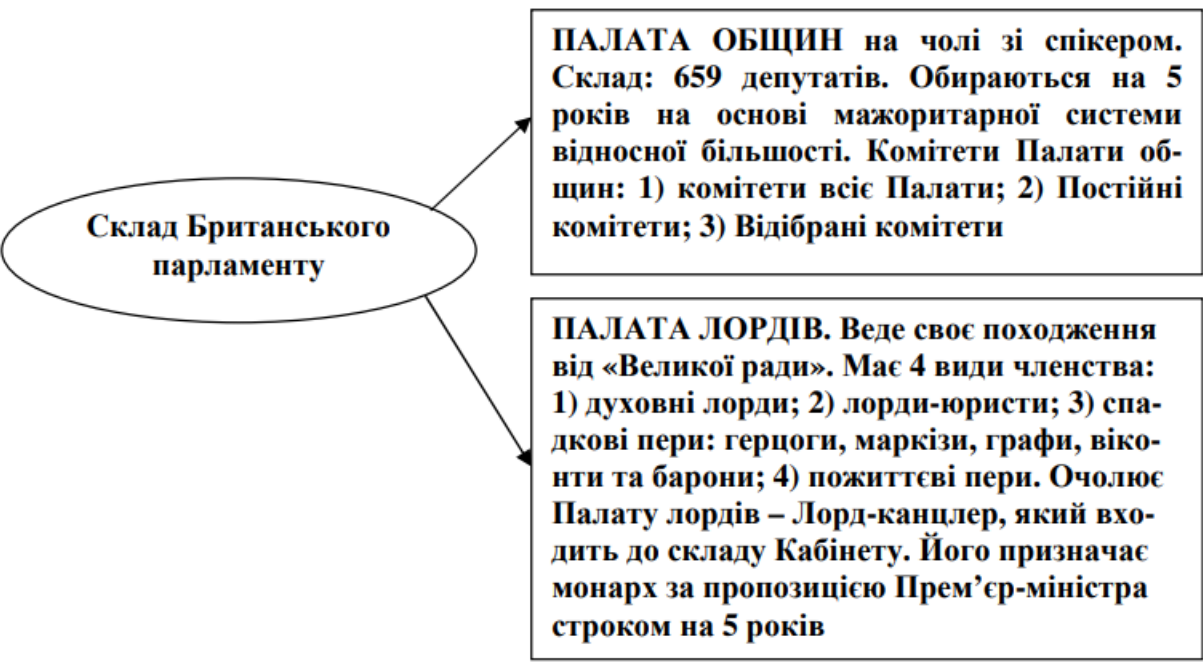 Склад Британського
парламенту
ПАЛАТА ОБЩИН на чолі зі спікером.
Склад: 659 депутатів. Обираються на 5
років на основі мажоритарної системи
відносної більшості. Комітети Палати об-
щин: 1) комітети всіє Палати; 2) Постійні
комітети; 3) Відібрані комітети
ПАЛАТА ЛОРДІВ. Веде своє походження
від «Великої ради». Має 4 види членства:
1) духовні лорди; 2) лорди-юристи; 3) спа-
дкові пери: герцоги, маркізи, графи, віко-
нти та барони; 4) пожиттєві пери. Очолює
Палату лордів – Лорд-канцлер, який вхо-
дить до складу Кабінету. Його призначає
монарх за пропозицією Прем’єр-міністра
строком на 5 років